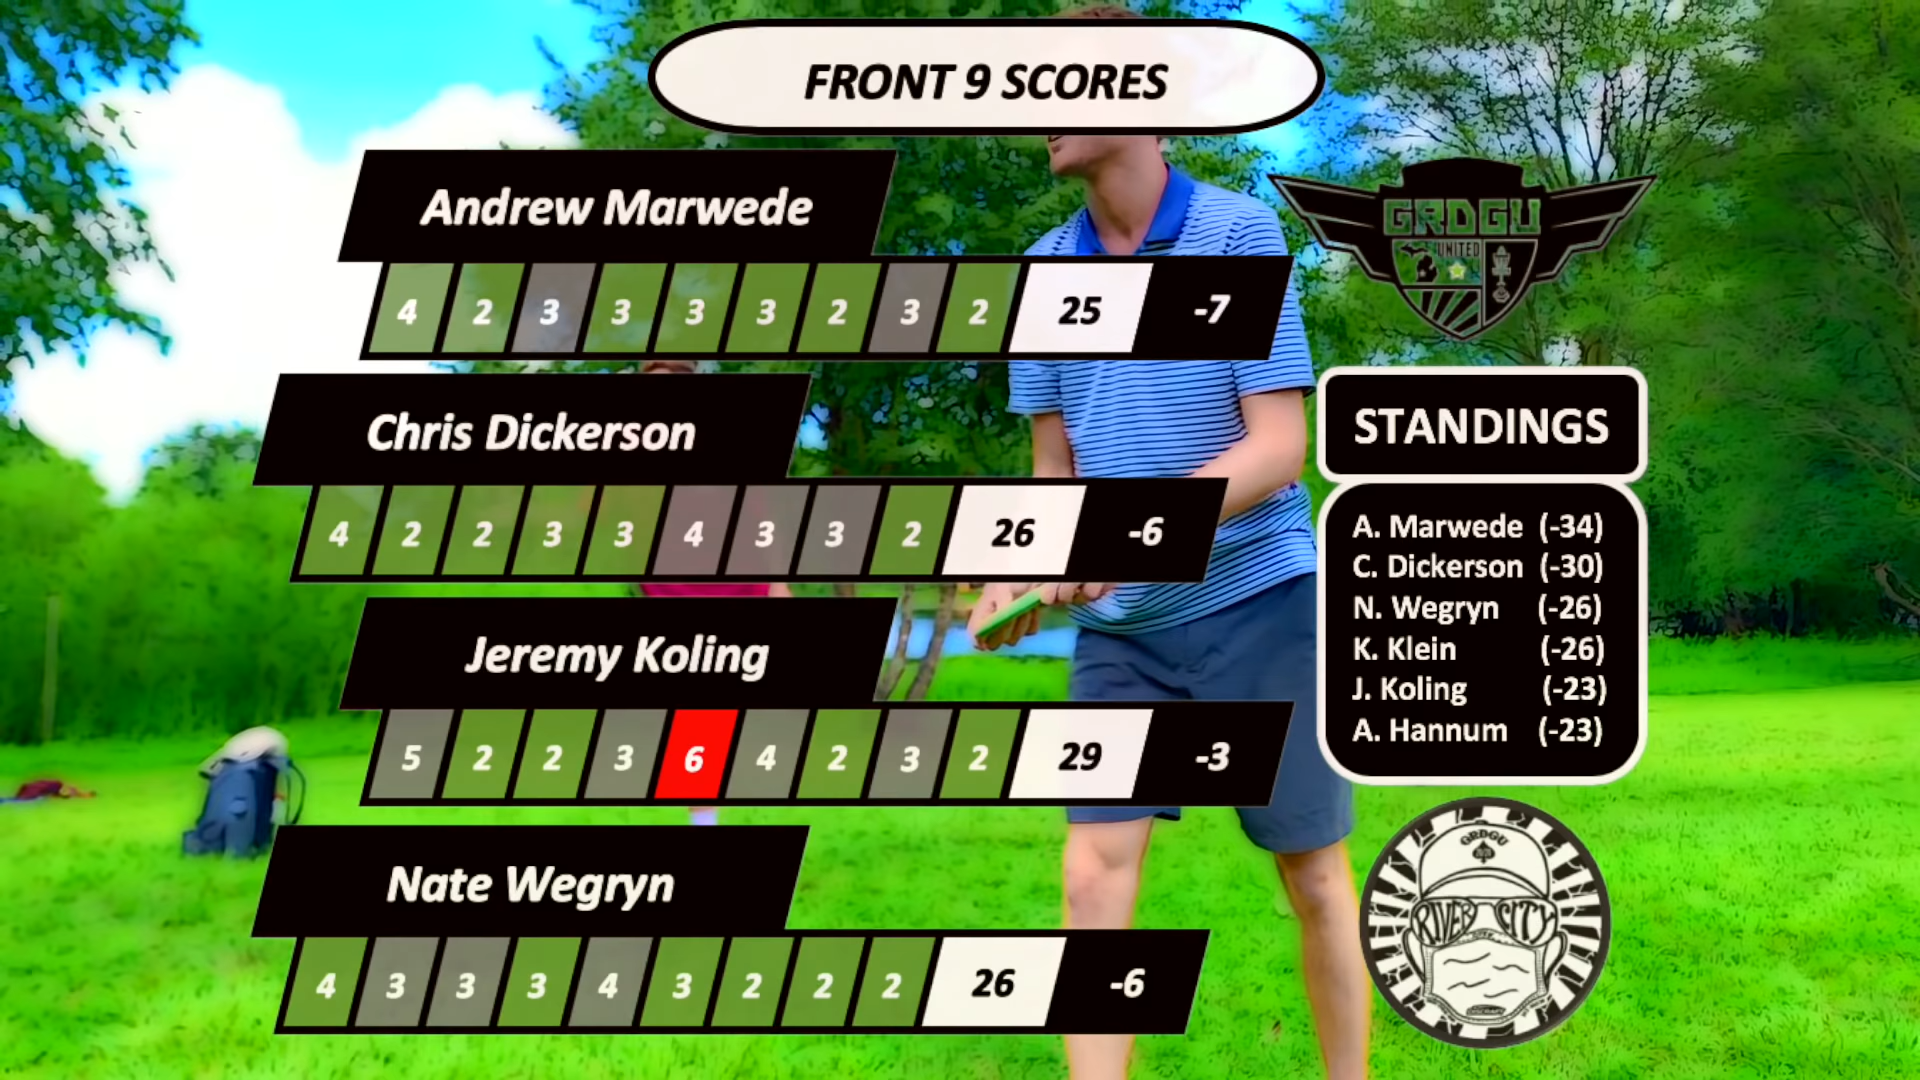 FRONT 9 SCORES
Andrew Marwede
4 2 3 3 3 3 2 3 2 25 -7
Chris Dickerson
4 2 2 3 3 4 3 3 2 26 -6
Jeremy Koling
5 2 2 3 6 4 2 3 2 29 -3
Nate Wegryn
4 3 3 3 4 3 2 2 2 26 -6
GRDGU
UNITED
STANDINGS
A. Marwede (-34)
C. Dickerson (-30)
N. Wegryn (-26)
K. Klein (-26)
J. Koling (-23)
A. Hannum (-23)
GRDGU
RIVER CITY